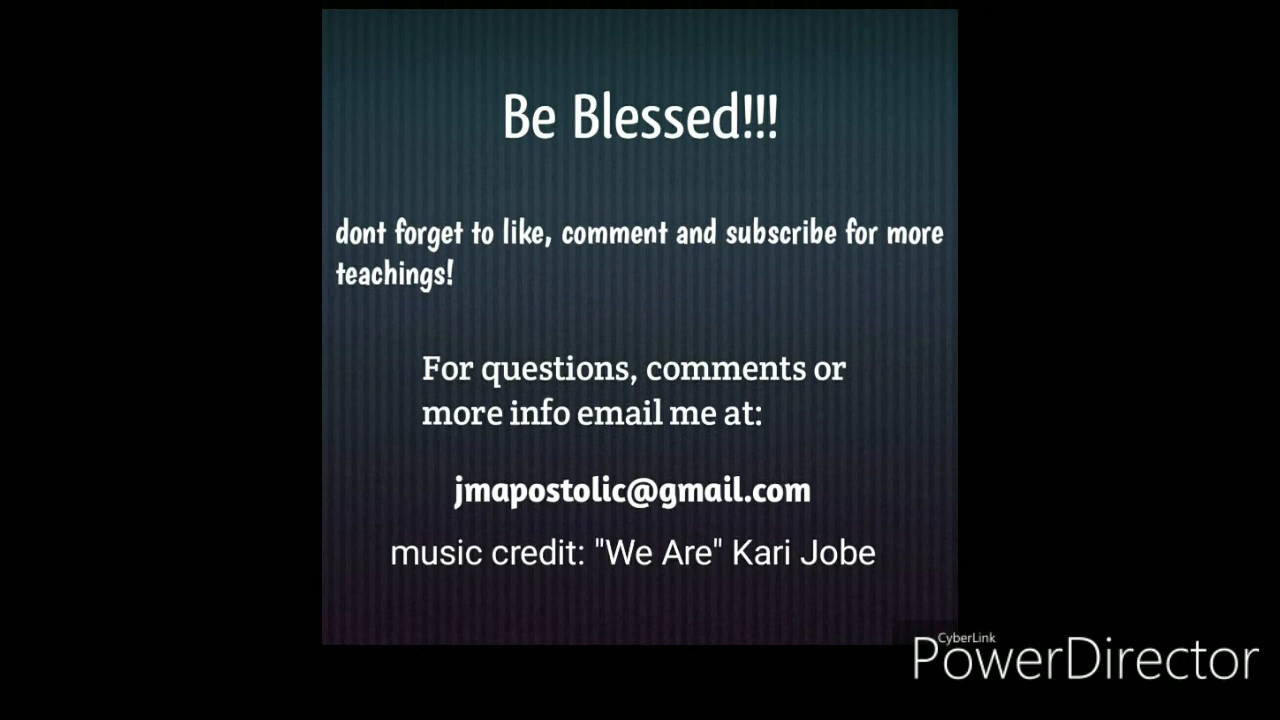 Be Blessed!!!
dont forget to like, comment and subscribe for more
teachings!
For questions, comments or
more info email me at:
jmapostolic@gmail.com
music credit: "We Are" Kari Jobe
CyberLink
PowerDirector